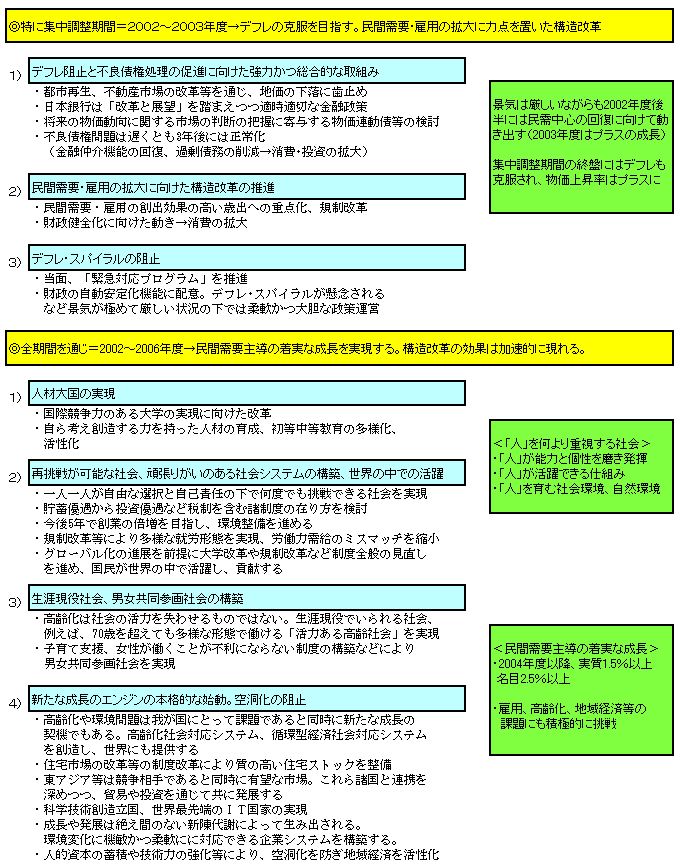 ◎特に集中調整期間＝2002～2003年度→デフレの克服を目指す。民間需要・雇用の拡大に力点を置いた構造改革
1）デフレ阻止と不良債権処理の促進に向けた強力かつ総合的な取組み
・都市再生、不動産市場の改革等を通じ、地価の下落に歯止め
・日本銀行は「改革と展望」を踏まえつつ適時適切な金融政策
・将来の物価動向に関する市場の判断の把握に寄与する物価連動債等の検討
・不良債権問題は遅くとも3年後には正常化
（金融仲介機能の回復、過剰債務の削減→消費・投資の拡大）
景気は厳しいながらも2002年度後
半には民需中心の回復に向けて動
き出す（2003年度はプラスの成長）
集中調整期間の終盤にはデフレも
克服され、物価上昇率はプラスに
2）民間需要・雇用の拡大に向けた構造改革の推進
・民間需要・雇用の創出効果の高い歳出への重点化、規制改革
・財政健全化に向けた動き→消費の拡大
3）デフレ・スパイラルの阻止
・当面、「緊急対応プログラム」を推進
・財政の自動安定化機能に配意。デフレ・スパイラルが懸念される
など景気が極めて厳しい状況の下では柔軟かつ大胆な政策運営
◎全期間を通じ＝2002～2006年度→民間需要主導の着実な成長を実現する。構造改革の効果は加速的に現れる。
1）人材大国の実現
・国際競争力のある大学の実現に向けた改革
・自ら考え創造する力を持った人材の育成、初等中等教育の多様化、
活性化
＜「人」を何より重視する社会＞
・「人」が能力と個性を磨き発揮
・「人」が活躍できる仕組み
・「人」を育む社会環境、自然環境
2）再挑戦が可能な社会、頑張りがいのある社会システムの構築、世界の中での活躍
・一人一人が自由な選択と自己責任の下で何度でも挑戦できる社会を実現
・貯蓄優遇から投資優遇など税制を含む諸制度の在り方を検討
・今後5年で創業の倍増を目指し、環境整備を進める
・規制改革等により多様な就労形態を実現、労働力需給のミスマッチを縮小
・グローバル化の進展を前提に大学改革や規制改革など制度全般の見直し
を進め、国民が世界の中で活躍し、貢献する
3）生涯現役社会、男女共同参画社会の構築
・高齢化は社会の活力を失わせるものではない。生涯現役でいられる社会、
例えば、70歳を超えても多様な形態で働ける「活力ある高齢社会」を実現
・子育て支援、女性が働くことが不利にならない制度の構築などにより
男女共同参画社会を実現
＜民間需要主導の着実な成長＞
・2004年度以降、実質1.5％以上
名目2.5％以上
・雇用、高齢化、地域経済等の
課題にも積極的に挑戦
4）新たな成長のエンジンの本格的な始動。空洞化の阻止
・高齢化や環境問題は我が国にとって課題であると同時に新たな成長の
契機でもある。高齢化社会対応システム、循環型経済社会対応システム
を創造し、世界にも提供する
・住宅市場の改革等の制度改革により質の高い住宅ストックを整備
・東アジア等は競争相手であると同時に有望な市場。これら諸国と連携を
深めつつ、貿易や投資を通じて共に発展する
・科学技術創造立国、世界最先端のＩＴ国家の実現
・成長や発展は絶え間のない新陳代謝によって生み出される。
環境変化に機敏かつ柔軟にに対応できる企業システムを構築する。
・人的資本の蓄積や技術力の強化等により、空洞化を防ぎ地域経済を活性化